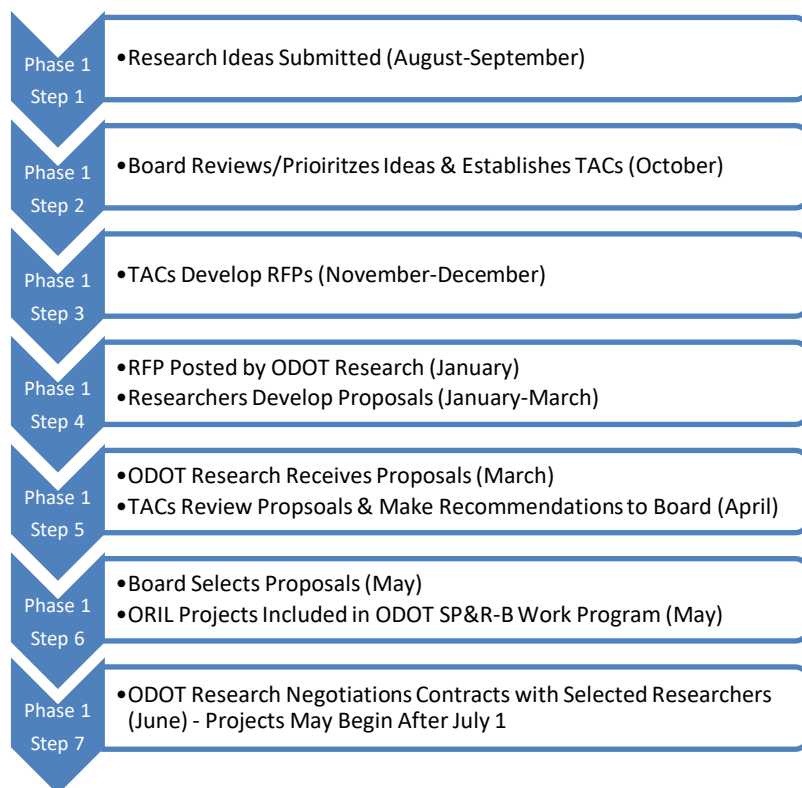 Phase 1
Step 1
•Research Ideas Submitted (August-September)
Phase 1
Step 2
•Board Reviews/Prioiritzes Ideas & Establishes TACs (October)
Phase 1
Step 3
•TACs Develop RFPs (November-December)
Phase 1
Step 4
•RFP Posted by ODOT Research (January)
•Researchers Develop Proposals (January-March)
Phase 1
Step 5
•ODOT Research Receives Proposals (March)
•TACs Review Propsoals & Make Recommendations to Board (April)
Phase 1
Step 6
•Board Selects Proposals (May)
•ORIL Projects Included in ODOT SP&R-B Work Program (May)
Phase 1
Step 7
•ODOT Research Negotiations Contracts with Selected Researchers
(June) - Projects May Begin After July 1